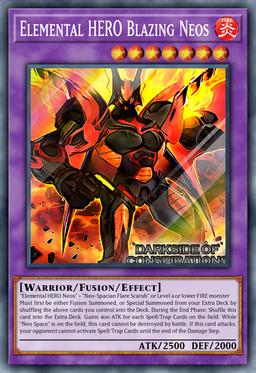 ELEMENTAL HERO BLAZING NEOS
FIRE
炎
DARKSIDE OF
CONSPIRATION
[WARRIOR/FUSION/EFFECT]
"Elemental HERO Neos" + "Neo-Spacian Flare Scarab" or Level 4 or lower FIRE monster
Must first be either Fusion Summoned, or Special Summoned from your Extra Deck by
shuffling the above cards you control into the Deck. During the End Phase: Shuffle this
card into the Extra Deck. Gains 400 ATK for each Spell/Trap Cards on the field. While
"Neo Space" is on the field; this card cannot be destroyed by battle. If this card attacks,
your opponent cannot activate Spell/Trap Cards until the end of the Damage Step.
ATK/2500 DEF/2000